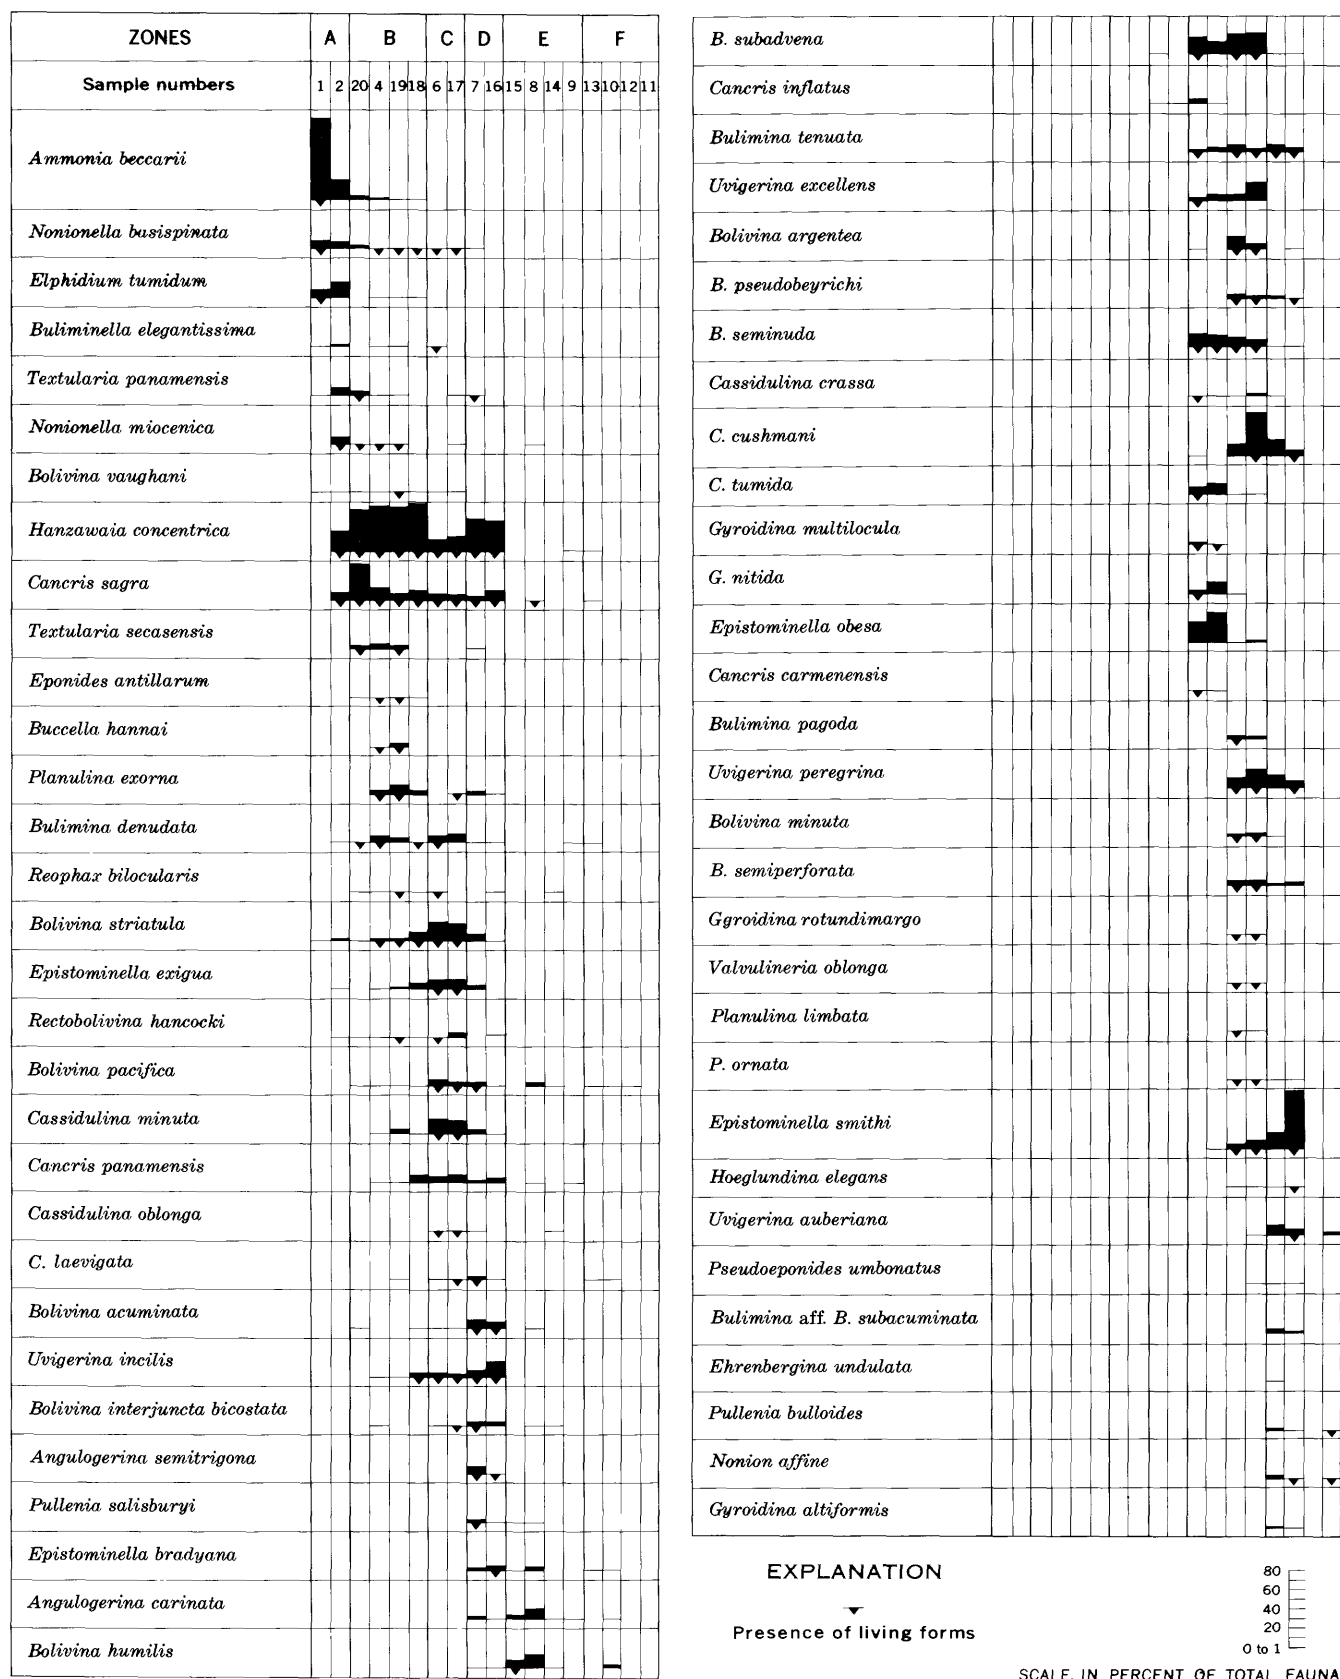 ZONES A B C D E F
Sample numbers 1 2 20 4 19 18 6 17 7 16 15 8 14 9 13 10 12 11
Ammonia beccarii
Nonionella basispinata
Elphidium tumidum
Buliminella elegantissima
Textularia panamensis
Nonionella miocenica
Bolivina vaughani
Hanzawaia concentrica
Cancris sagra
Textularia secasensis
Eponides antillarum
Buccella hannai
Planulina exorna
Bulimina denudata
Reophax bilocularis
Bolivina striatula
Epistominella exigua
Rectobolivina hancocki
Bolivina pacifica
Cassidulina minuta
Cancris panamensis
Cassidulina oblonga
C. laevigata
Bolivina acuminata
Uvigerina incilis
Bolivina interjuncta bicostata
Angulogerina semitrigona
Pullenia salisburyi
Epistominella bradyana
Angulogerina carinata
Bolivina humilis
B. subadvena
Cancris inflatus
Bulimina tenuata
Uvigerina excellens
Bolivina argentea
B. pseudobeyrichi
B. seminuda
Cassidulina crassa
C. cushmani
C. tumida
Gyroidina multilocula
G. nitida
Epistominella obesa
Cancris carmenensis
Bulimina pagoda
Uvigerina peregrina
Bolivina minuta
B. semiperforata
Ggroidina rotundimargo
Valvulineria oblonga
Planulina limbata
P. ornata
Epistominella smithi
Hoeglundina elegans
Uvigerina auberiana
Pseudoeponides umbonatus
Bulimina aff. B. subacuminata
Ehrenbergina undulata
Pullenia bulloides
Nonion affine
Gyroidina altiformis
EXPLANATION
Presence of living forms
80
60
40
20
0 to 1
SCALE, IN PERCENT OF TOTAL FAUNA